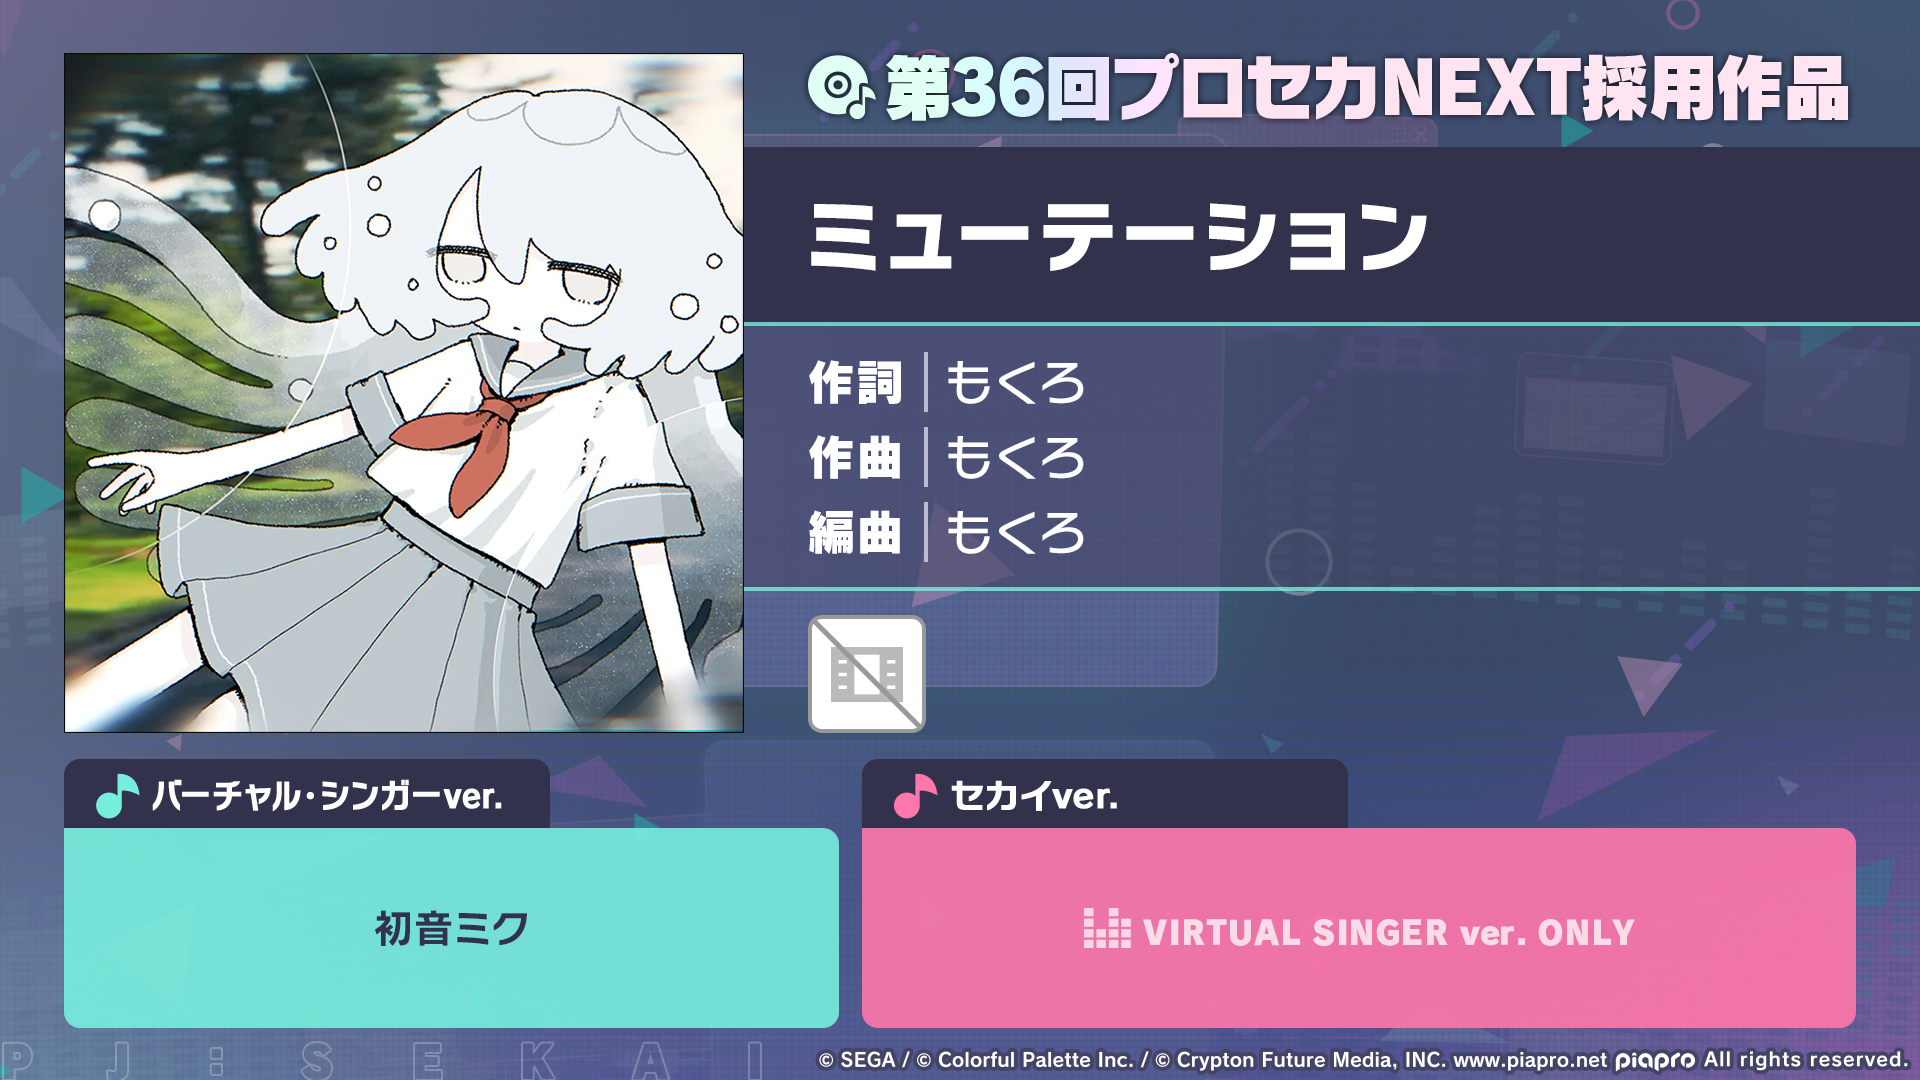 第36回プロセカNEXT採用作品
ミューテーション
作詞 もくろ
作曲 もくろ
編曲 もくろ
バーチャル・シンガーver.
初音ミク
セカイver.
VIRTUAL SINGER ver. ONLY
PJ:SEKAI
© SEGA / © Colorful Palette Inc. / © Crypton Future Media, INC. www.piapro.net piapro All rights reserved.